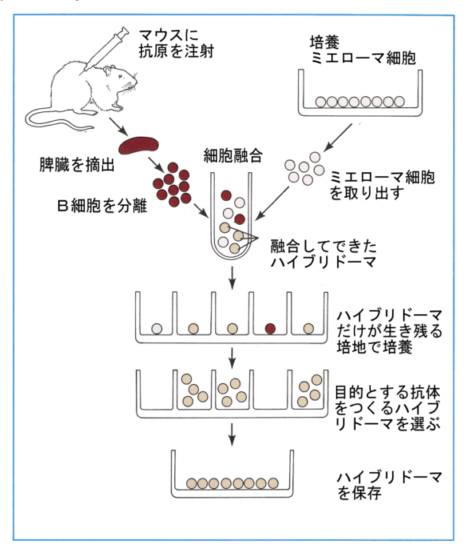 マウスに
抗原を注射
培養
ミエローマ細胞
脾臓を摘出
細胞融合
B細胞を分離
ミエローマ細胞
を取り出す
融合してできた
ハイブリドーマ
ハイブリドーマ
だけが生き残る
培地で培養
目的とする抗体
をつくるハイブ
リドーマを選ぶ
ハイブリドーマ
を保存